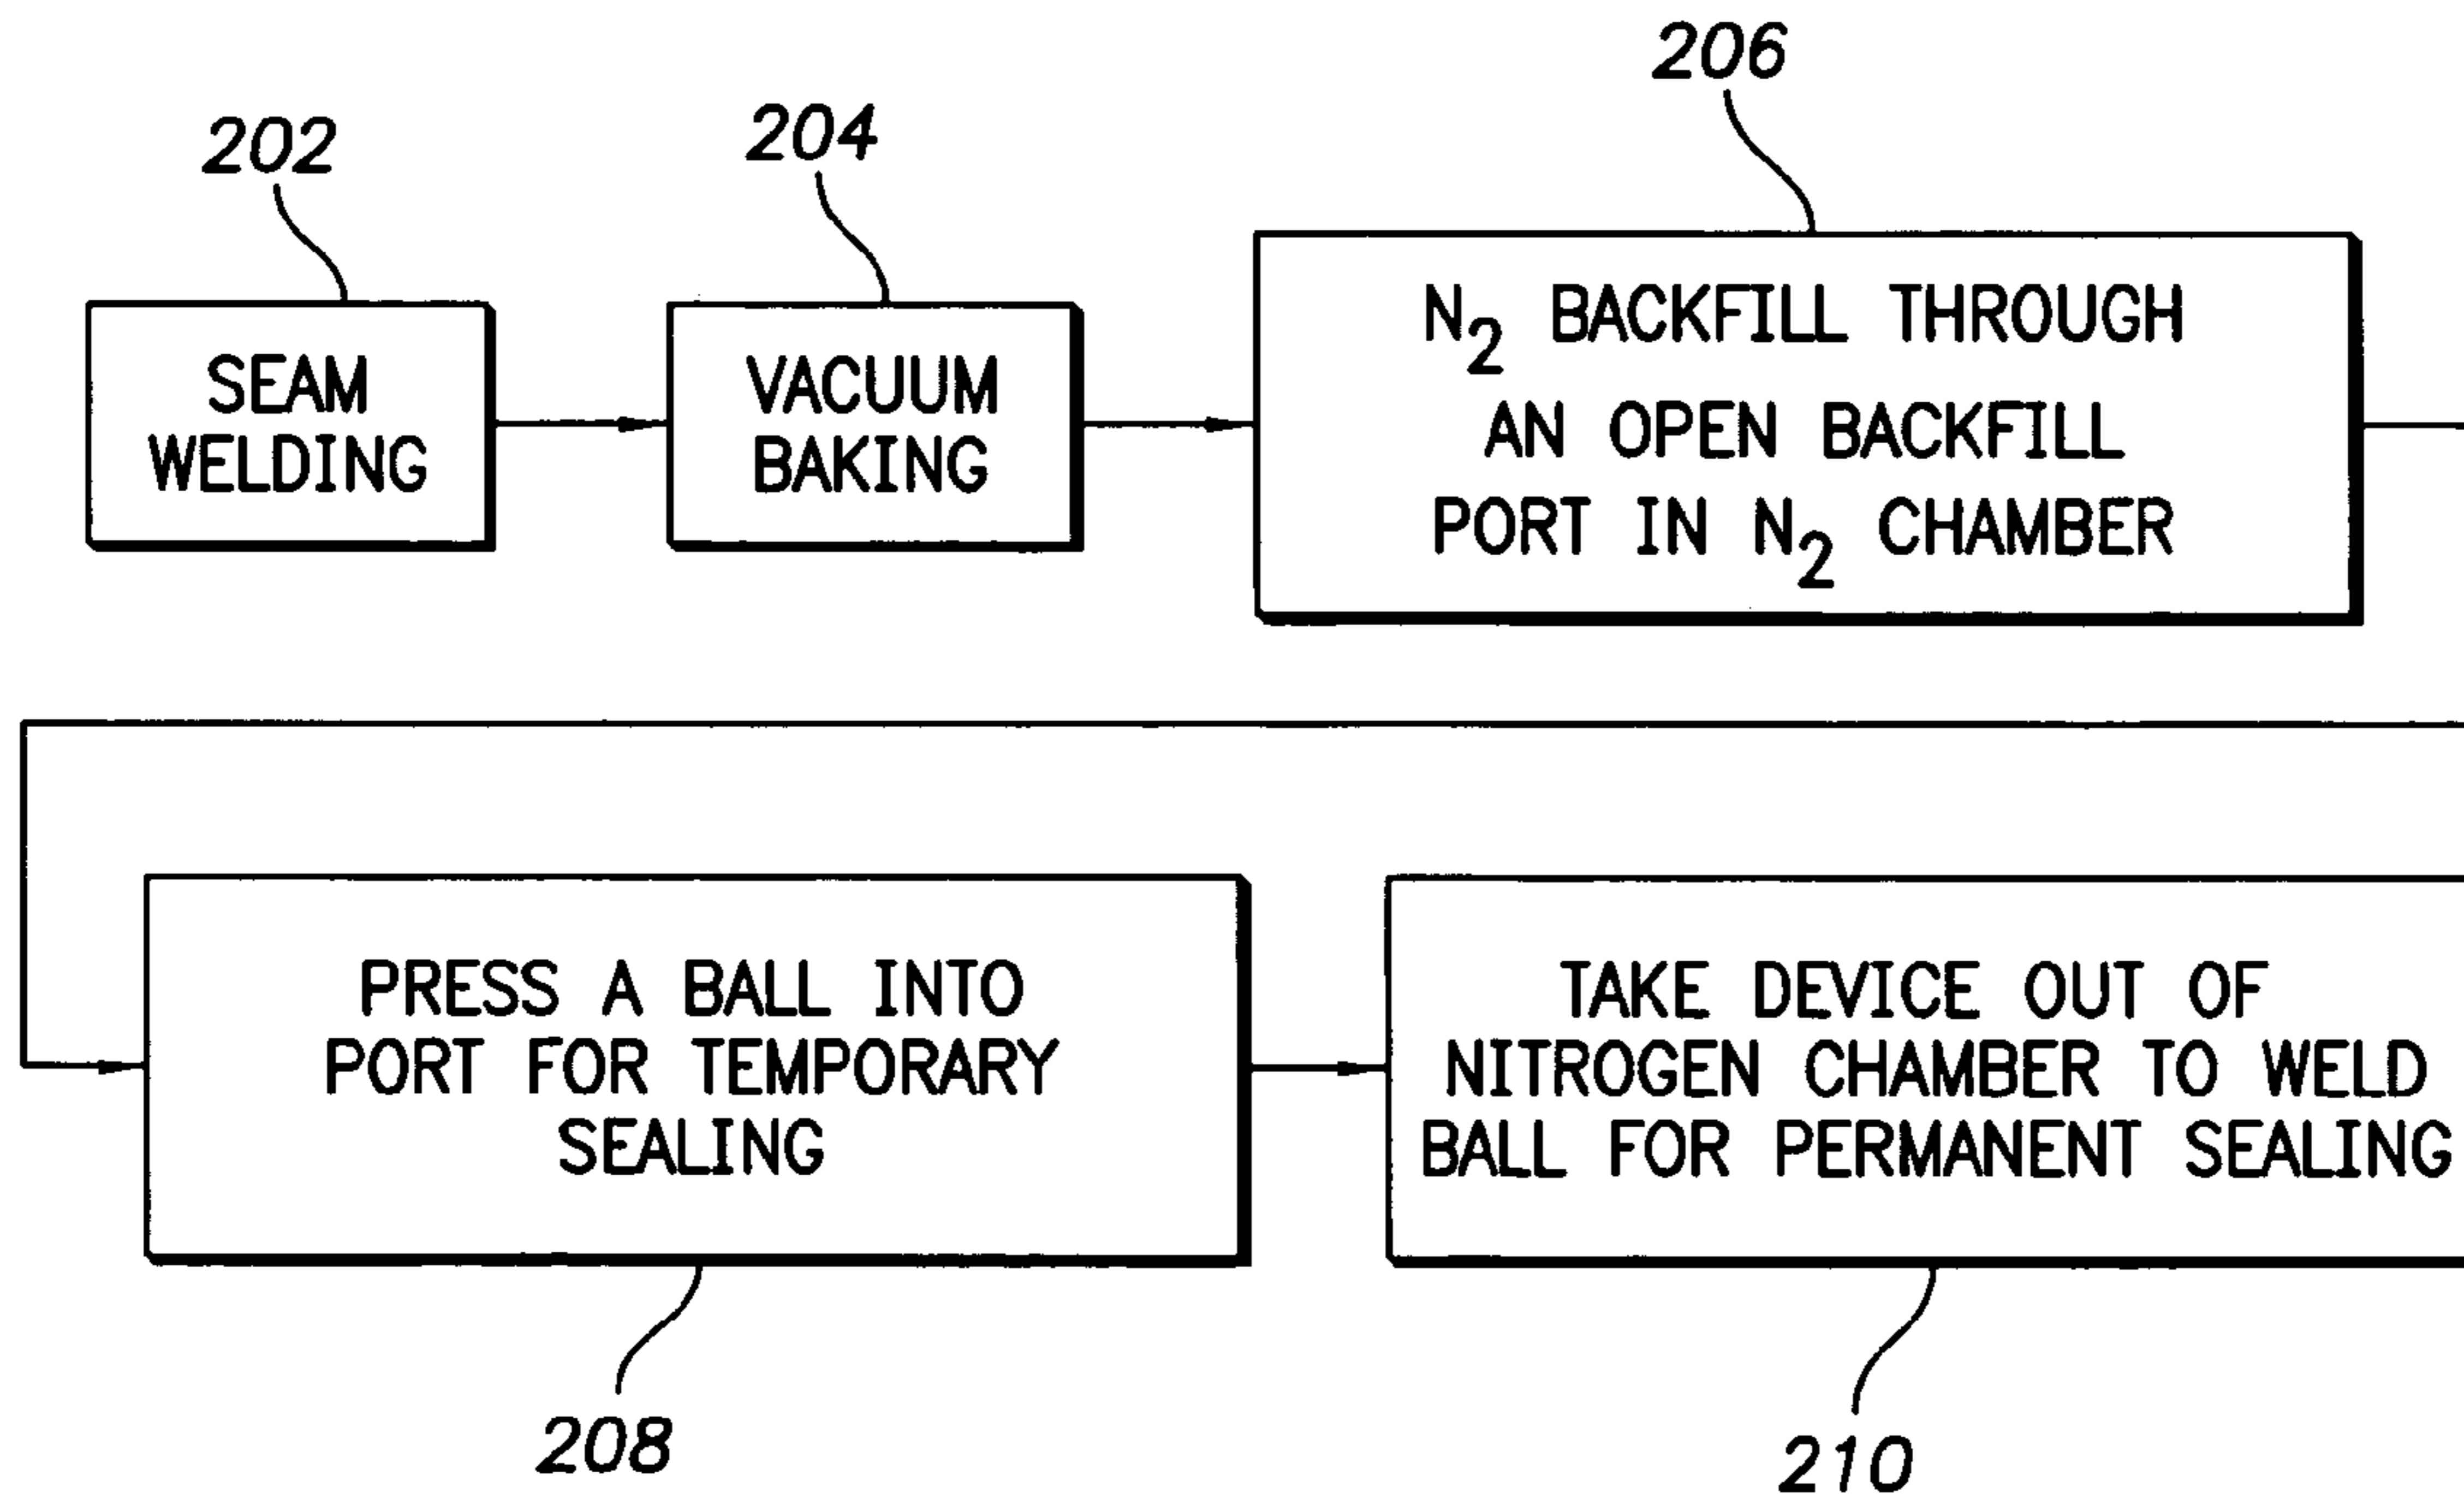 206
202
204
SEAM
WELDING
VACUUM
BAKING
N₂ BACKFILL THROUGH
AN OPEN BACKFILL
PORT IN N₂ CHAMBER
PRESS A BALL INTO
PORT FOR TEMPORARY
SEALING
TAKE DEVICE OUT OF
NITROGEN CHAMBER TO WELD
BALL FOR PERMANENT SEALING
208
210